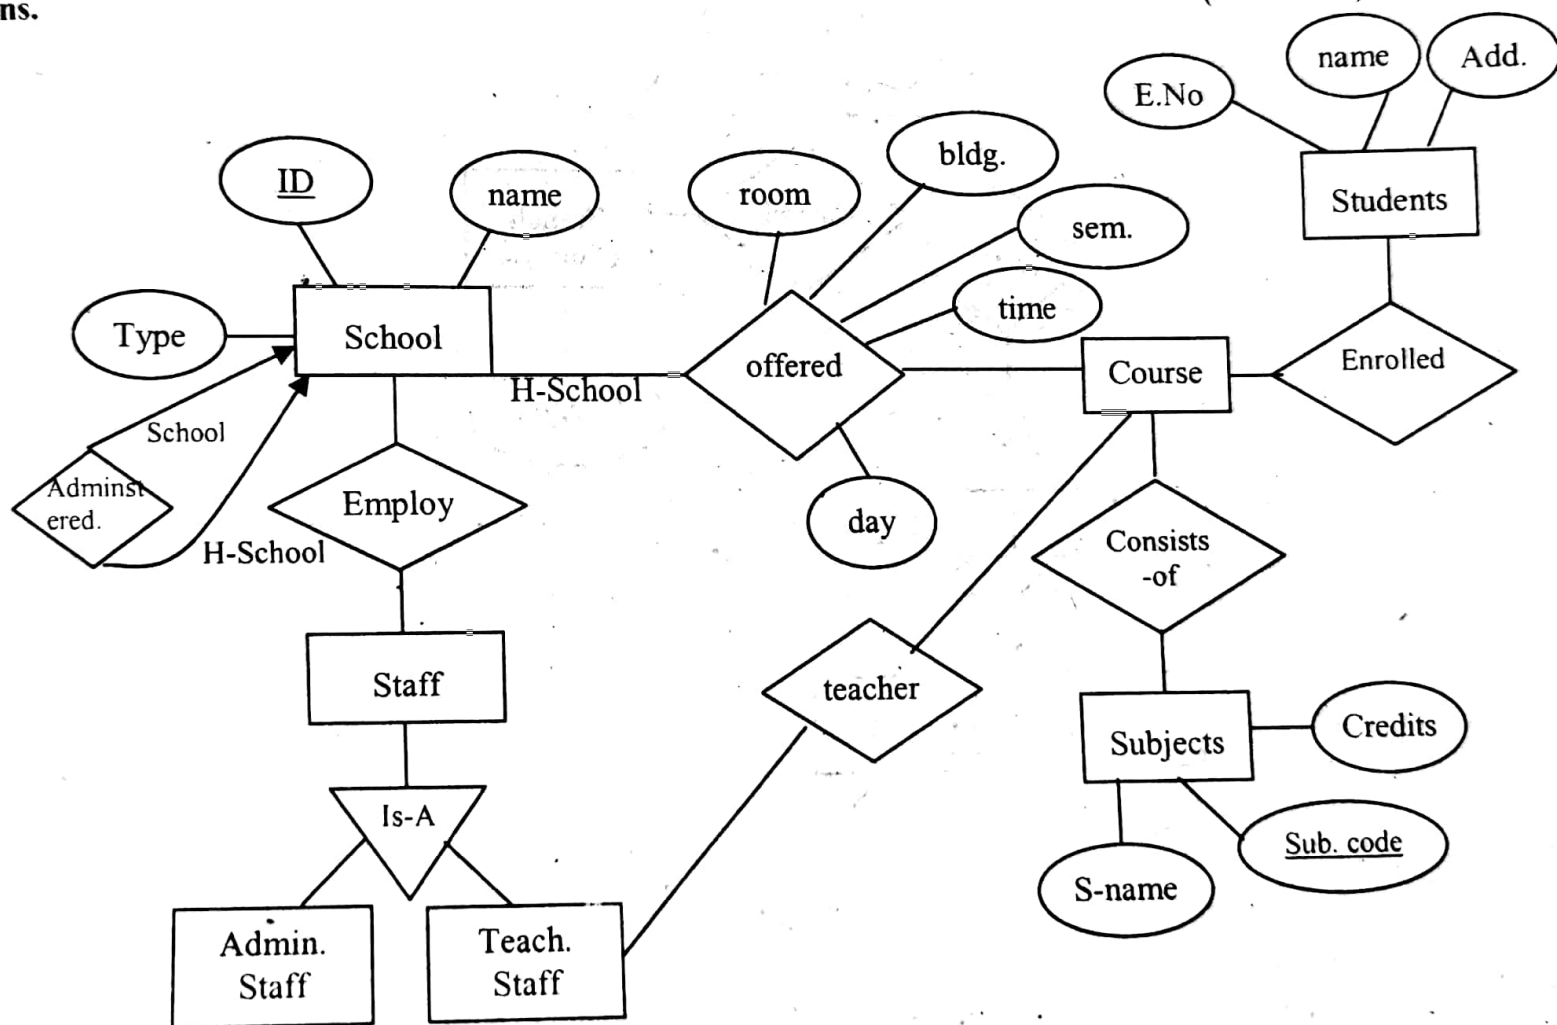 ns.
name
Add.
E.No
bldg.
ID
name
room
Students
sem.
time
Type
School
offered
Course
Enrolled
H-School
School
Adminst
ered.
Employ
day
H-School
Consists
-of
Staff
teacher
Subjects
Credits
Is-A
Sub. code
S-name
Admin.
Staff
Teach.
Staff